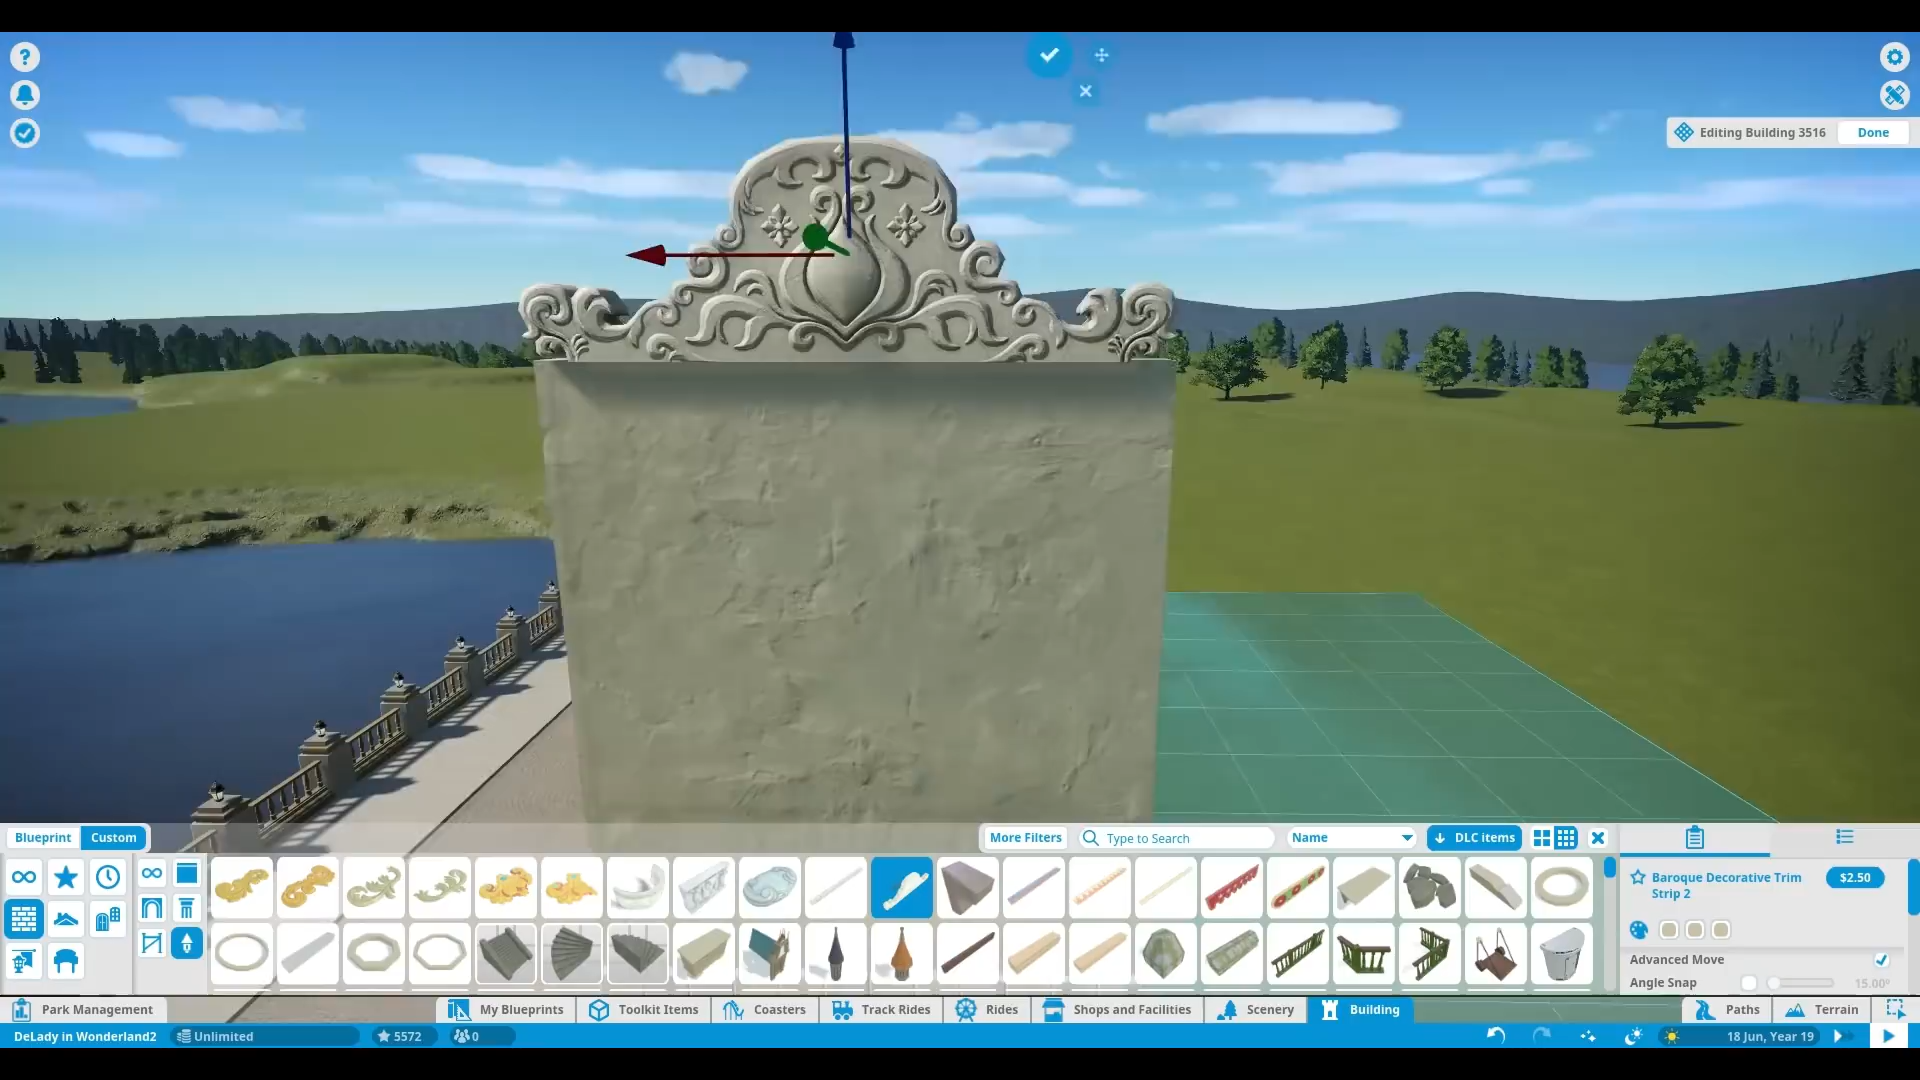 ?
Editing Building 3516 Done
Blueprint Custom
More Filters Type to Search Name DLC items
Baroque Decorative Trim Strip 2 $2.50
Advanced Move
Angle Snap 15.00°
Park Management My Blueprints Toolkit Items Coasters Track Rides Rides Shops and Facilities Scenery Building Paths Terrain
DeLady in Wonderland2 Unlimited 5572 0 18 Jun, Year 19